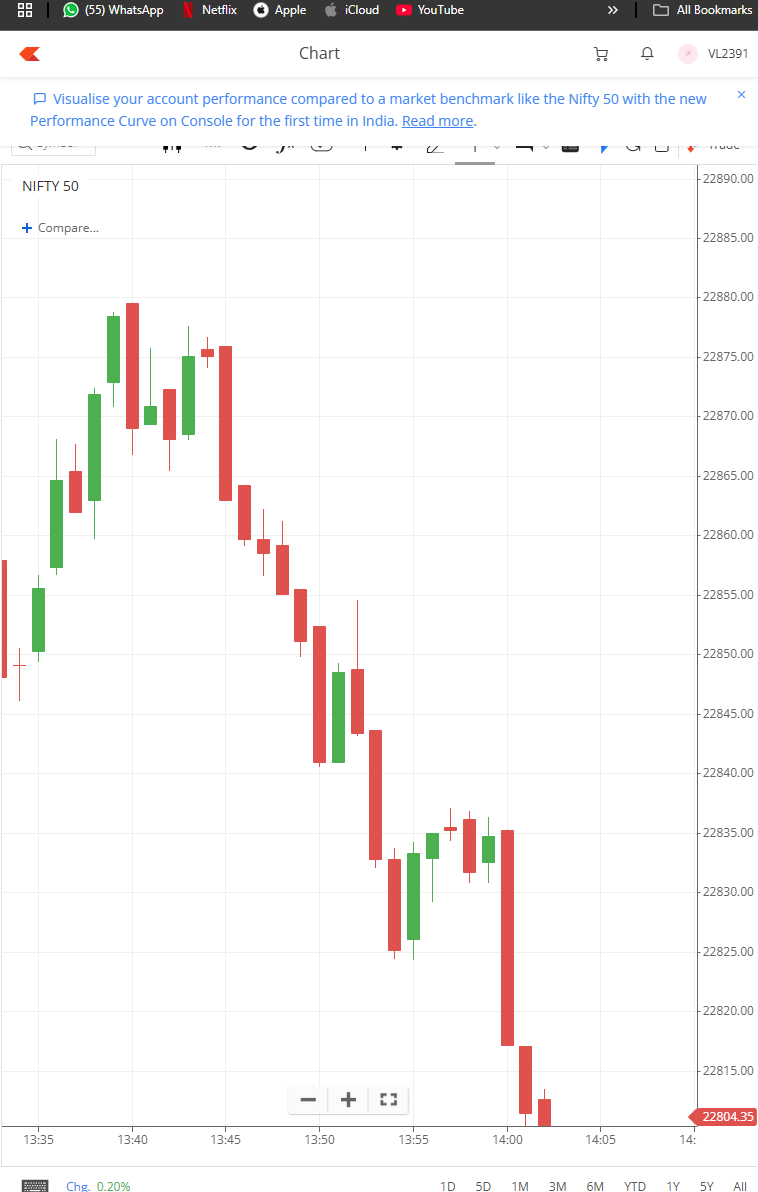 (55) WhatsApp Netflix Apple iCloud YouTube » All Bookmarks
Chart VL2391
Visualise your account performance compared to a market benchmark like the Nifty 50 with the new
Performance Curve on Console for the first time in India. Read more.
NIFTY 50
+ Compare...
22890.00
22885.00
22880.00
22875.00
22870.00
22865.00
22860.00
22855.00
22850.00
22845.00
22840.00
22835.00
22830.00
22825.00
22820.00
22815.00
22804.35
13:35 13:40 13:45 13:50 13:55 14:00 14:05 14:
Chg. 0.20% 1D 5D 1M 3M 6M YTD 1Y 5Y All